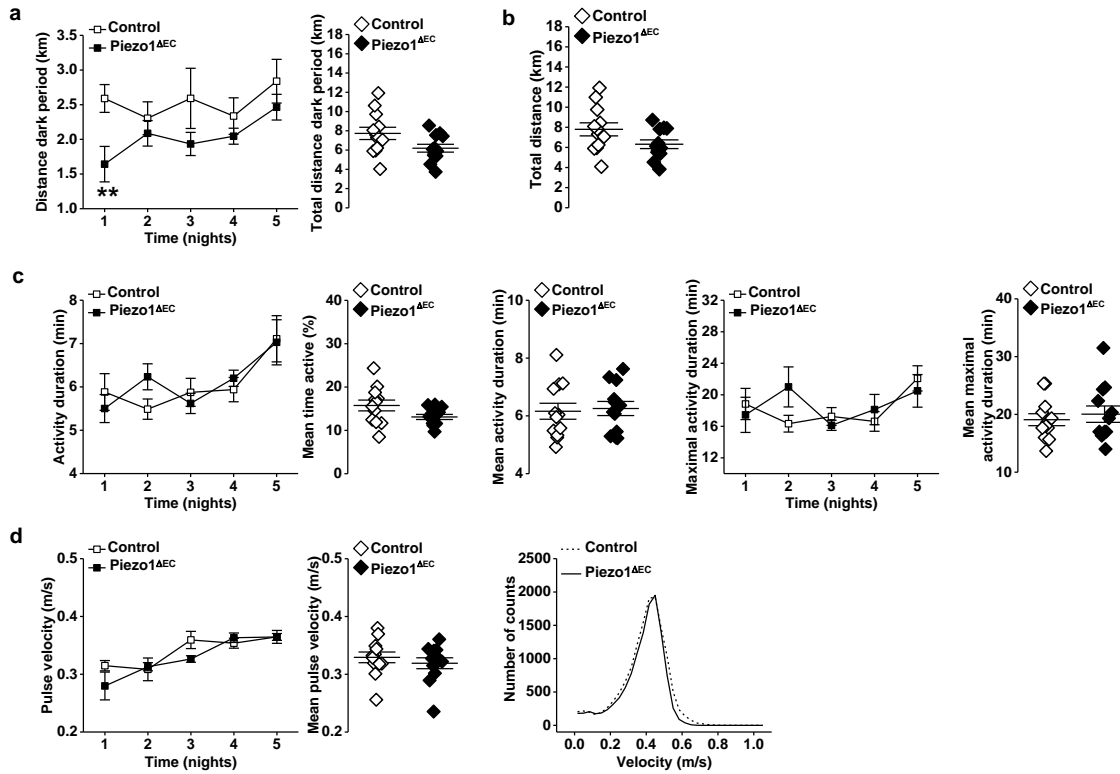 a
Control
Piezo1ΔEC
Distance dark period (km)
3.5
3.0
2.5
2.0
1.5
1.0
**
1 2 3 4 5
Time (nights)
Control
Piezo1ΔEC
Total distance dark period (km)
18
16
14
12
10
8
6
4
2
0
b
Control
Piezo1ΔEC
Total distance (km)
18
16
14
12
10
8
6
4
2
0
c
Control
Piezo1ΔEC
Activity duration (min)
8
7
6
5
4
1 2 3 4 5
Time (nights)
Control
Piezo1ΔEC
Mean time active (%)
40
30
20
10
0
Control
Piezo1ΔEC
Mean activity duration (min)
10
8
6
4
Control
Piezo1ΔEC
Maximal activity duration (min)
32
28
24
20
16
12
1 2 3 4 5
Time (nights)
Control
Piezo1ΔEC
Mean maximal
activity duration (min)
40
30
20
10
d
Control
Piezo1ΔEC
Pulse velocity (m/s)
0.5
0.4
0.3
0.2
1 2 3 4 5
Time (nights)
Control
Piezo1ΔEC
Mean pulse velocity (m/s)
0.5
0.4
0.3
0.2
Control
Piezo1ΔEC
Number of counts
2500
2000
1500
1000
500
0
0.0 0.2 0.4 0.6 0.8 1.0
Velocity (m/s)